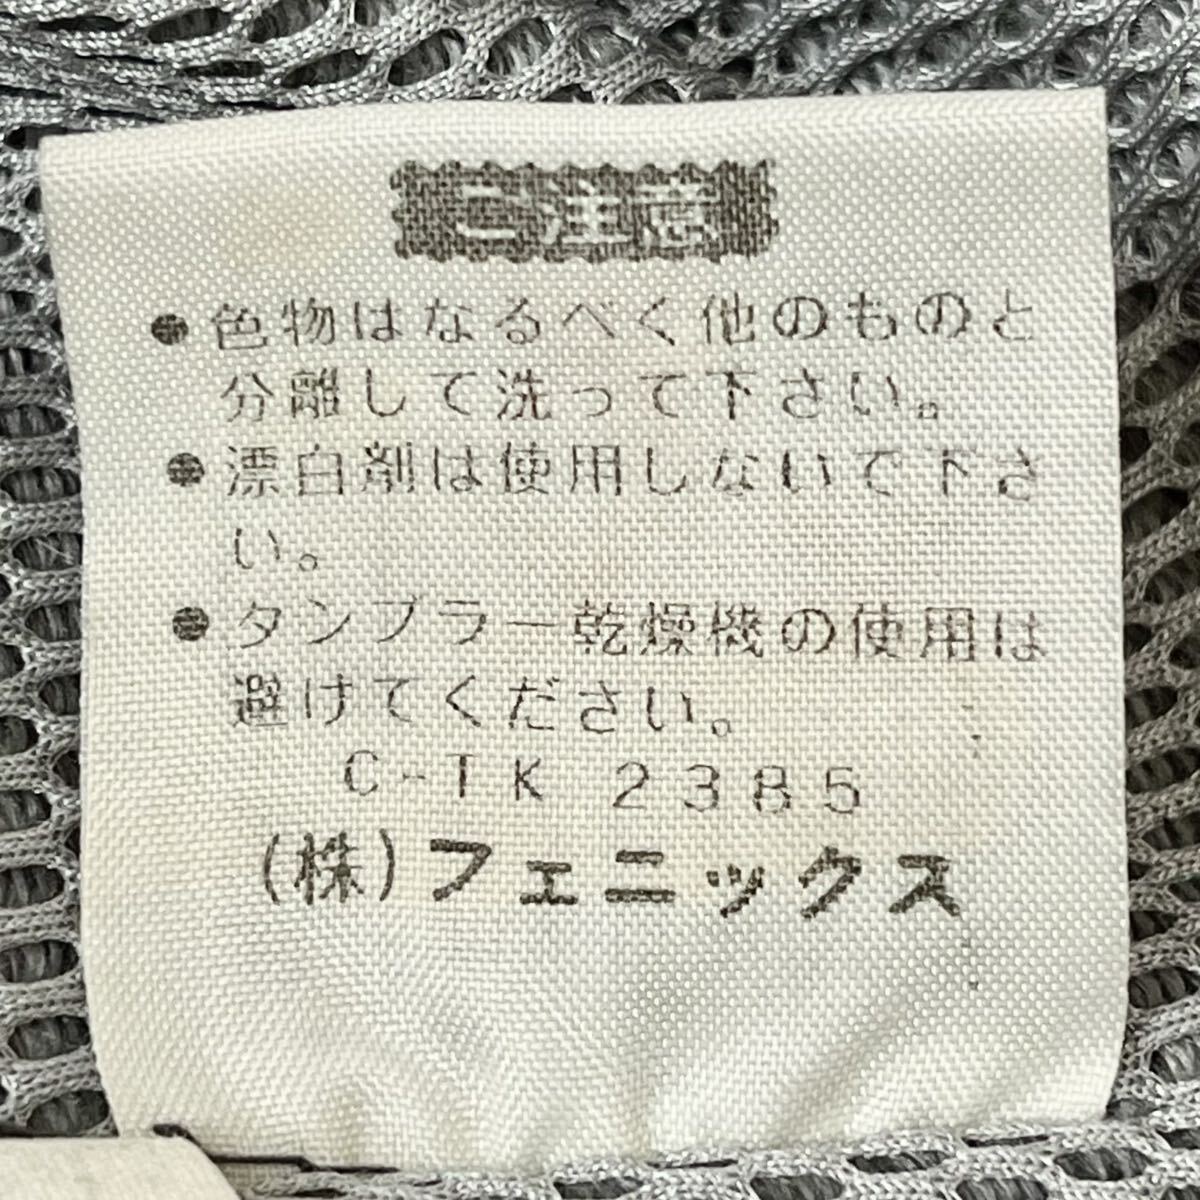 ご注意
●色物はなるべく他のものと
分離して洗って下さい。
●漂白剤は使用しないで下さ
い。
●タンブラー乾燥機の使用は
避けてください。
C-TK 2385
(株)フェニックス